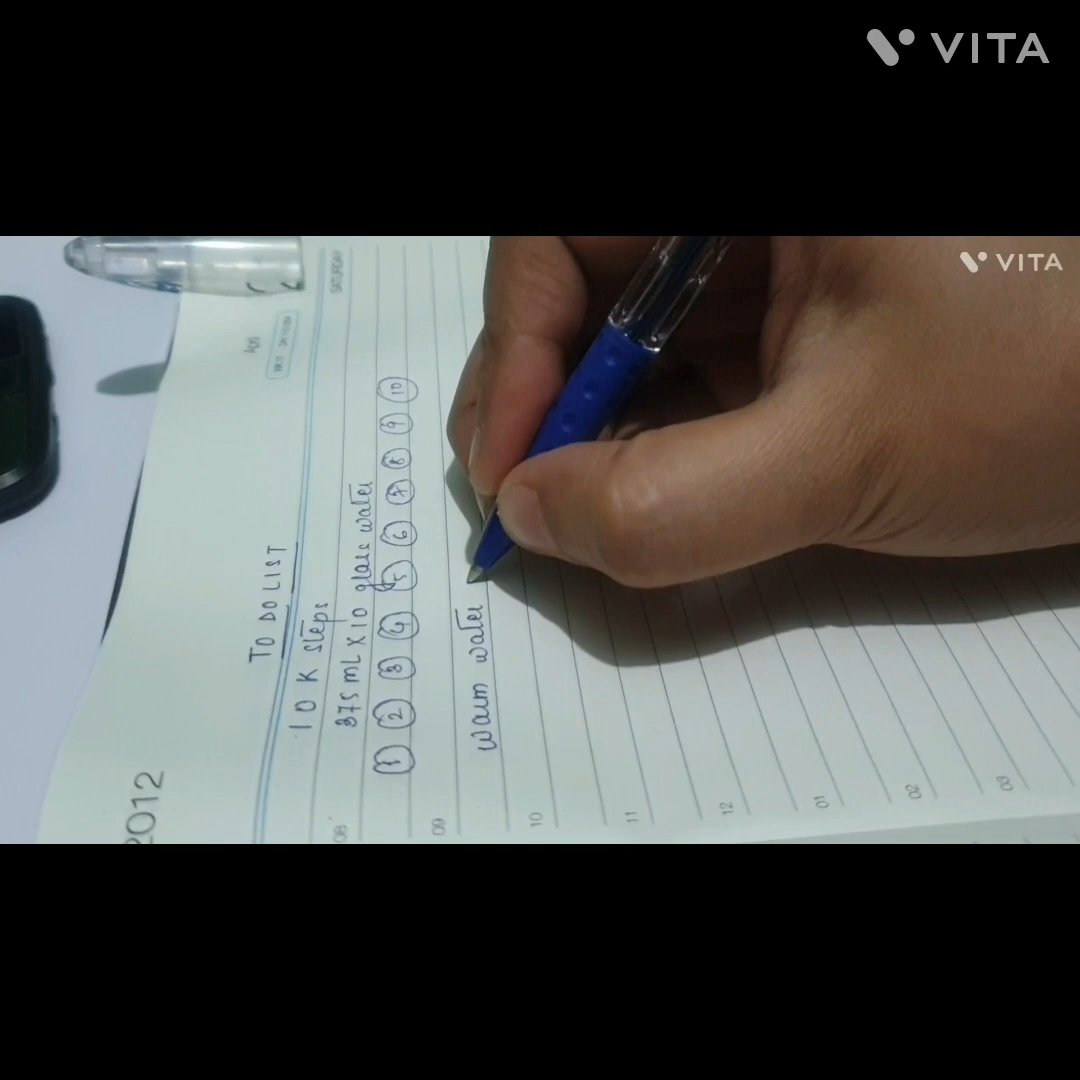 VITA
VITA
2012
SATURDAY
TO DO LIST
10 K steps
375 mL X 10 glass water
1 2 3 4 5 6 7 8 9 10
warm water
08
09
10
11
12
01
02
03